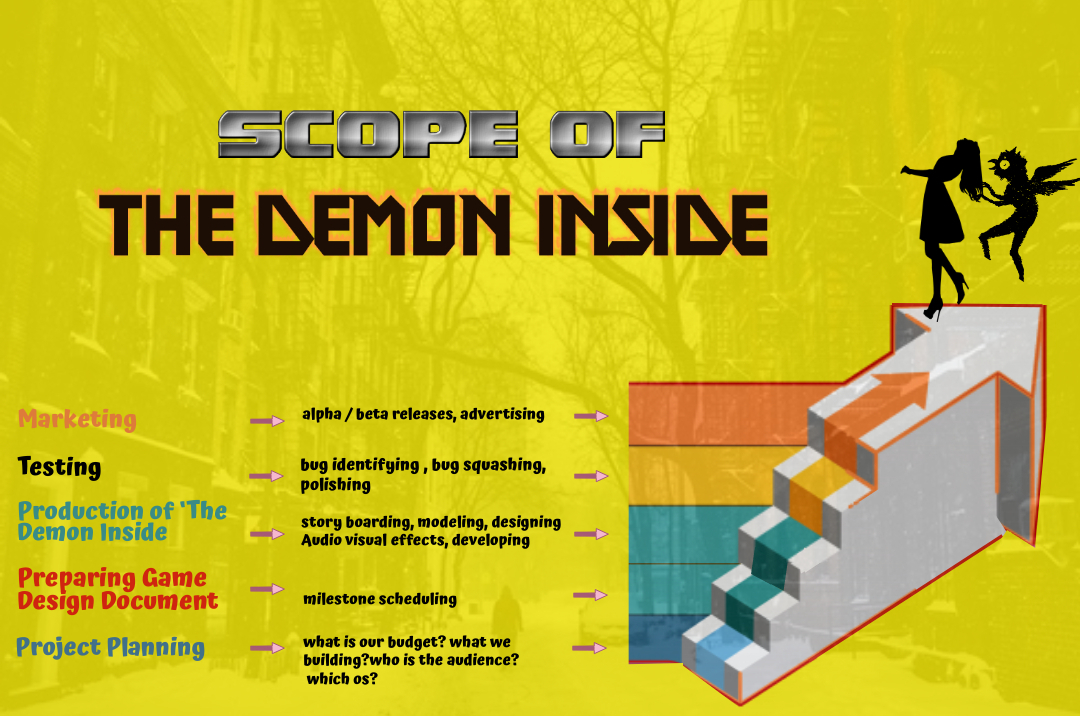 SCOPE OF
THE DEMON INSIDE
Marketing
alpha / beta releases, advertising
Testing
bug identifying , bug squashing,
polishing
Production of 'The
Demon Inside
story boarding, modeling, designing
Audio visual effects, developing
Preparing Game
Design Document
milestone scheduling
Project Planning
what is our budget? what we
building?who is the audience?
which os?